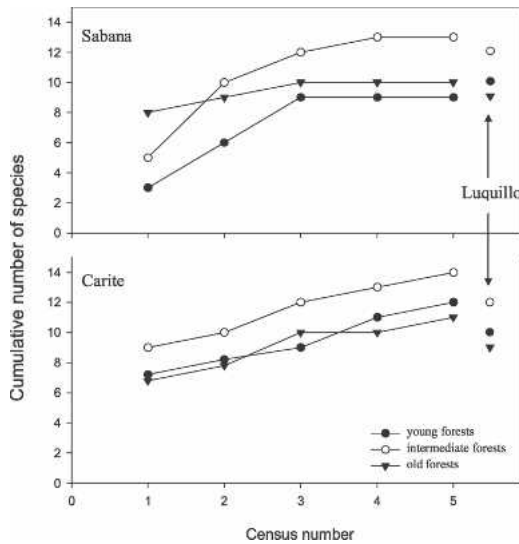 14
Sabana
12
10
8
6
4
2
0
Luquillo
14
Carite
12
10
8
6
4
2
0
young forests
intermediate forests
old forests
0 1 2 3 4 5
Census number
Cumulative number of species